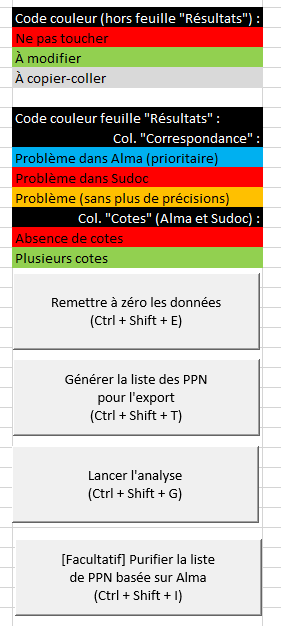 Code couleur (hors feuille "Résultats") :
Ne pas toucher
À modifier
À copier-coller
Code couleur feuille "Résultats" :
Col. "Correspondance" :
Problème dans Alma (prioritaire)
Problème dans Sudoc
Problème (sans plus de précisions)
Col. "Cotes" (Alma et Sudoc) :
Absence de cotes
Plusieurs cotes
Remettre à zéro les données
(Ctrl + Shift + E)
Générer la liste des PPN
pour l'export
(Ctrl + Shift + T)
Lancer l'analyse
(Ctrl + Shift + G)
[Facultatif] Purifier la liste
de PPN basée sur Alma
(Ctrl + Shift + I)